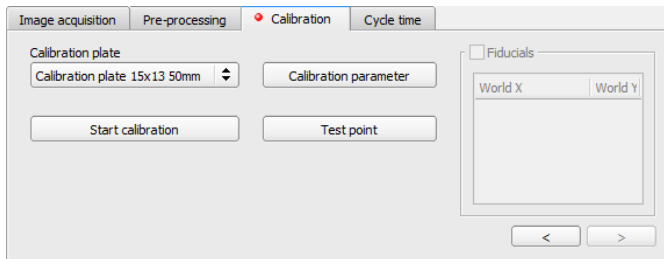 Image acquisition Pre-processing Calibration Cycle time
Calibration plate
Fiducials
Calibration plate 15x13 50mm Calibration parameter
World X World Y
Start calibration Test point
< >